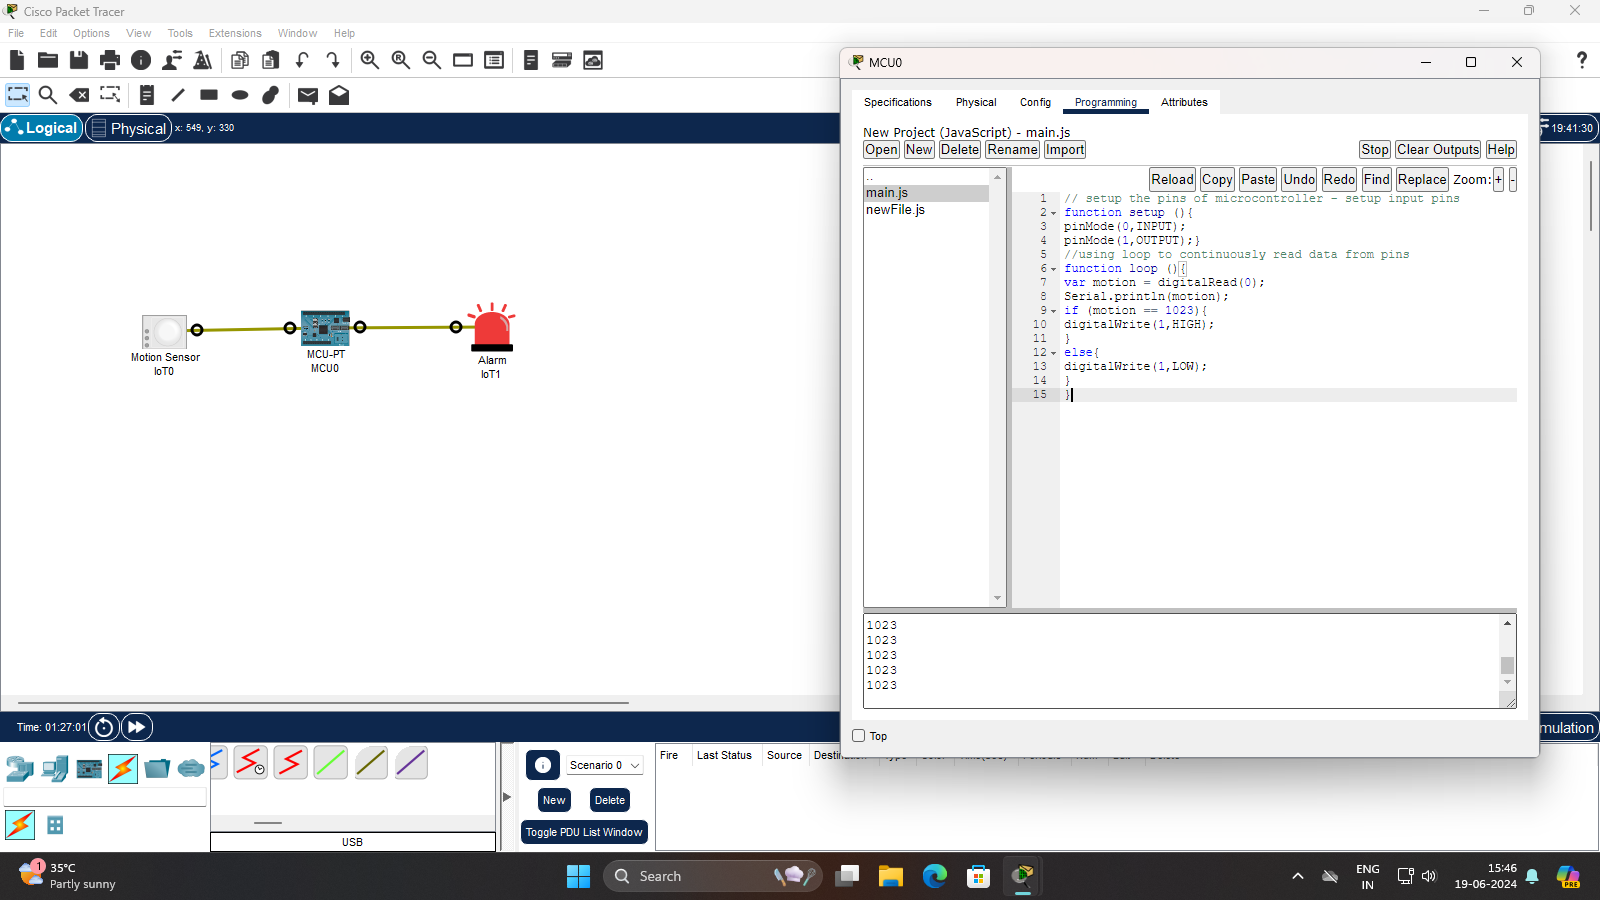 Cisco Packet Tracer
File Edit Options View Tools Extensions Window Help
Logical Physical x: 549, y: 330
19:41:30
Motion Sensor
IoT0
MCU-PT
MCU0
Alarm
IoT1
MCU0
Specifications Physical Config Programming Attributes
New Project (JavaScript) - main.js
Open New Delete Rename Import Stop Clear Outputs Help
..
main.js
newFile.js
Reload Copy Paste Undo Redo Find Replace Zoom: + -
1 // setup the pins of microcontroller - setup input pins
2 function setup (){
3 pinMode(0,INPUT);
4 pinMode(1,OUTPUT);}
5 //using loop to continuously read data from pins
6 function loop (){
7 var motion = digitalRead(0);
8 Serial.println(motion);
9 if (motion == 1023){
10 digitalWrite(1,HIGH);
11 }
12 else{
13 digitalWrite(1,LOW);
14 }
15 }
1023
1023
1023
1023
1023
Top
Time: 01:27:01
mulation
Scenario 0
New Delete
Toggle PDU List Window
Fire Last Status Source
USB
35°C
Partly sunny
1
Search
ENG
IN
15:46
19-06-2024
PRE